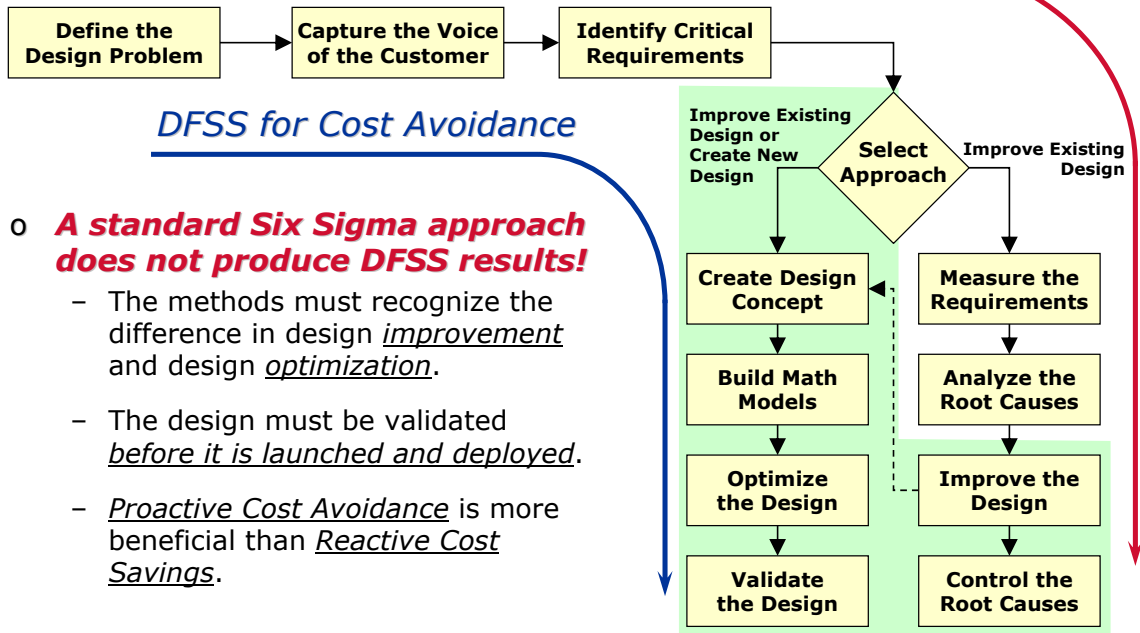 Define the
Design Problem
Capture the Voice
of the Customer
Identify Critical
Requirements
DFSS for Cost Avoidance
Improve Existing
Design or
Create New
Design
Select
Approach
Improve Existing
Design
o A standard Six Sigma approach
does not produce DFSS results!
– The methods must recognize the
difference in design improvement
and design optimization.
– The design must be validated
before it is launched and deployed.
– Proactive Cost Avoidance is more
beneficial than Reactive Cost
Savings.
Create Design
Concept
Build Math
Models
Optimize
the Design
Validate
the Design
Measure the
Requirements
Analyze the
Root Causes
Improve the
Design
Control the
Root Causes